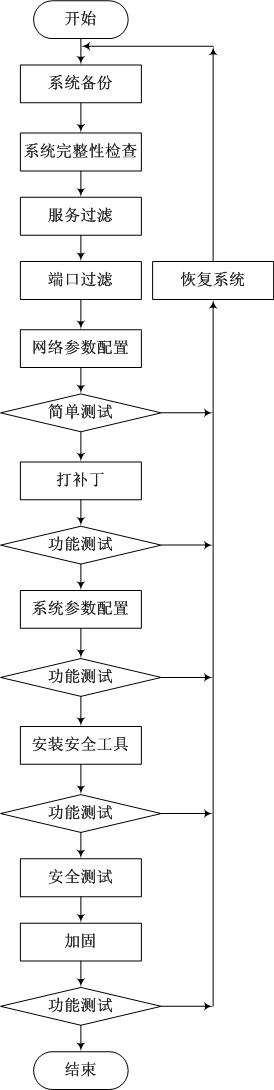 开始
系统备份
系统完整性检查
服务过滤
端口过滤
恢复系统
网络参数配置
简单测试
打补丁
功能测试
系统参数配置
功能测试
安装安全工具
功能测试
安全测试
加固
功能测试
结束